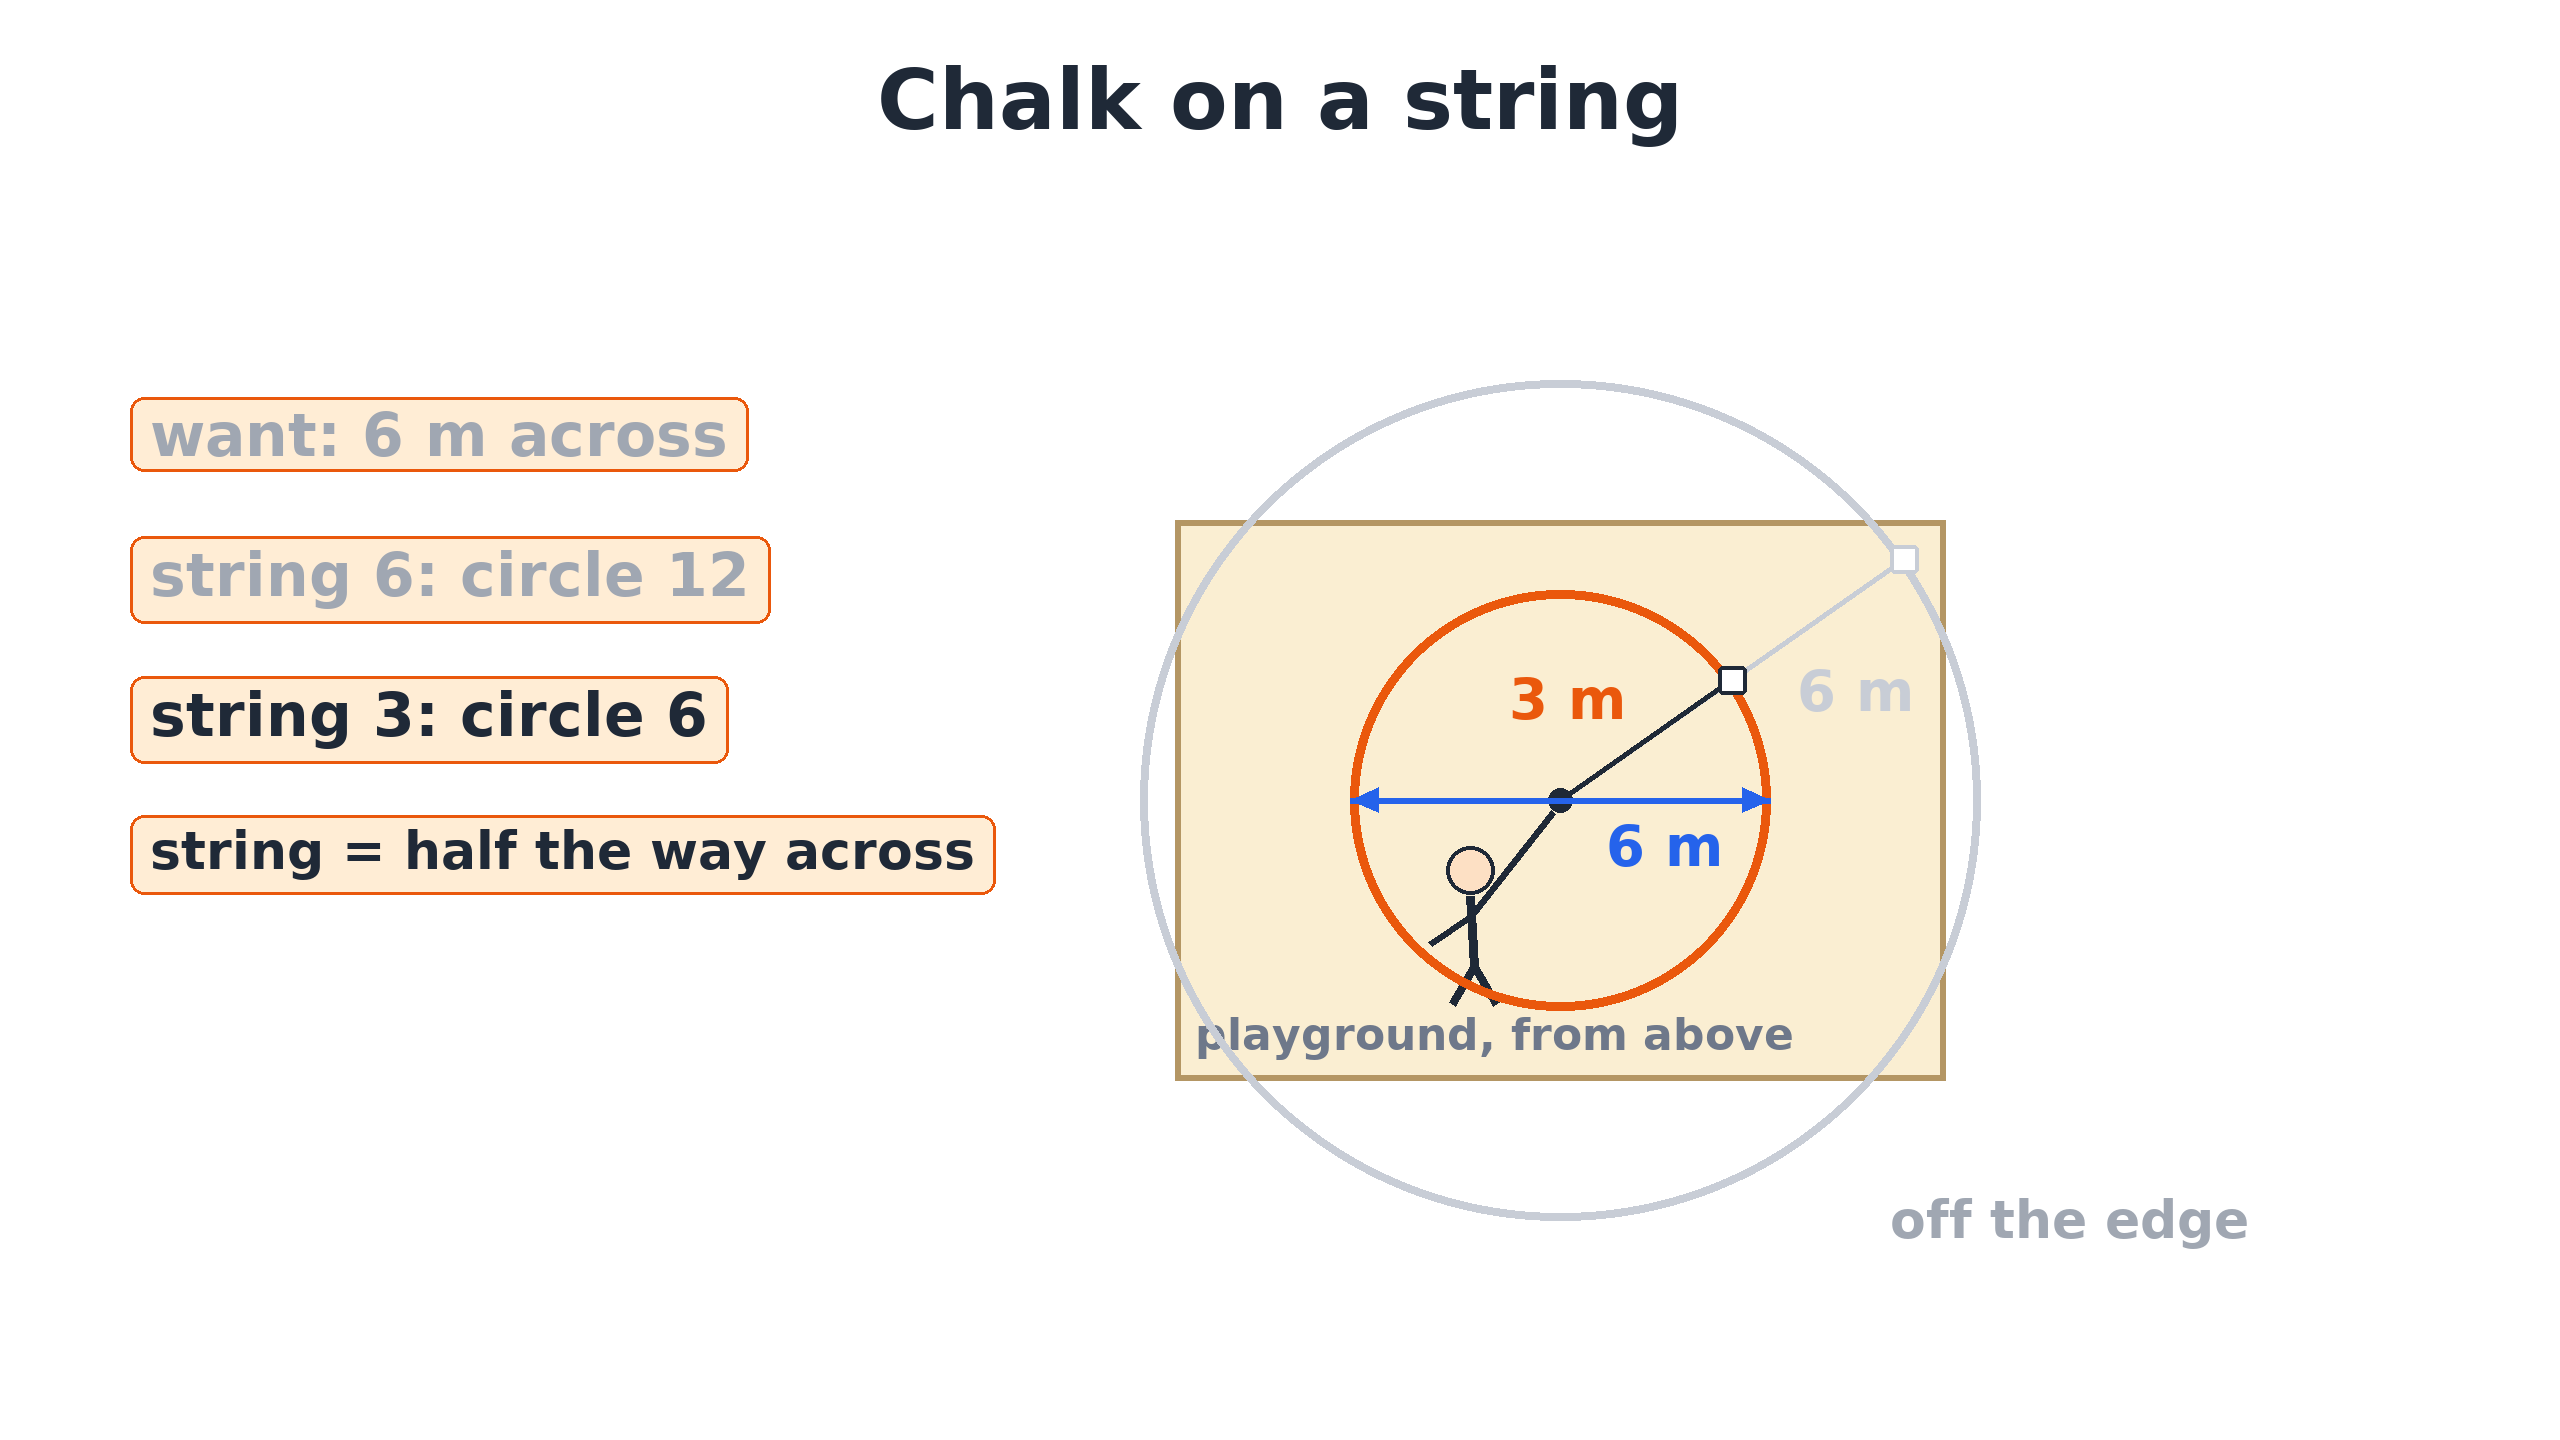 Chalk on a string
want: 6 m across
string 6: circle 12
string 3: circle 6
string = half the way across
3 m
6 m
6 m
playground, from above
off the edge